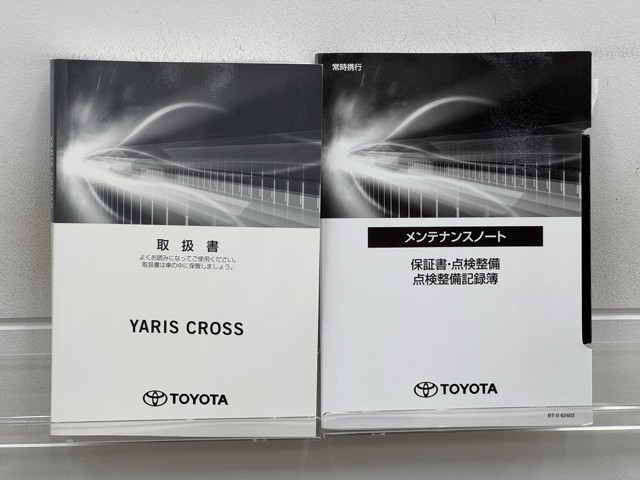 取扱書
よくお読みになってご使用ください。
取扱書は車の中に保管しましょう。
YARIS CROSS
TOYOTA
常時携行
メンテナンスノート
保証書・点検整備
点検整備記録簿
TOYOTA
BT-0 62403